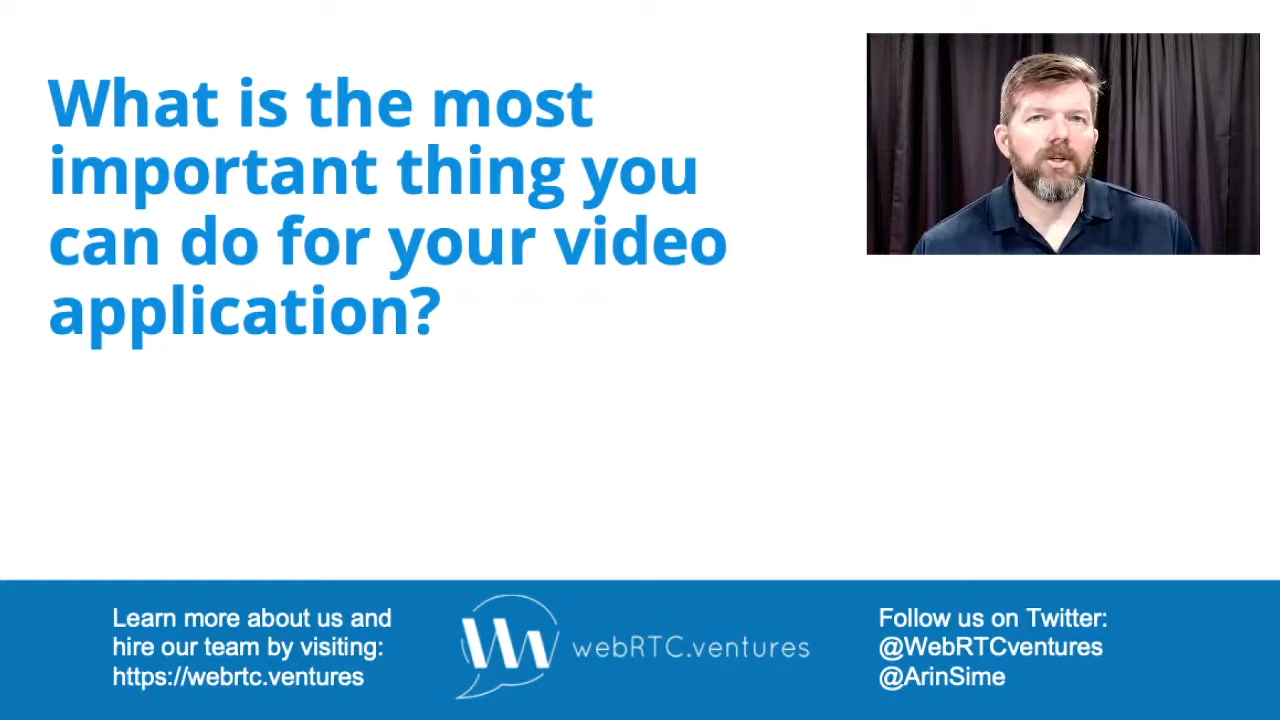 What is the most
important thing you
can do for your video
application?
Learn more about us and
hire our team by visiting:
https://webrtc.ventures
webRTC.ventures
Follow us on Twitter:
@WebRTCventures
@ArinSime